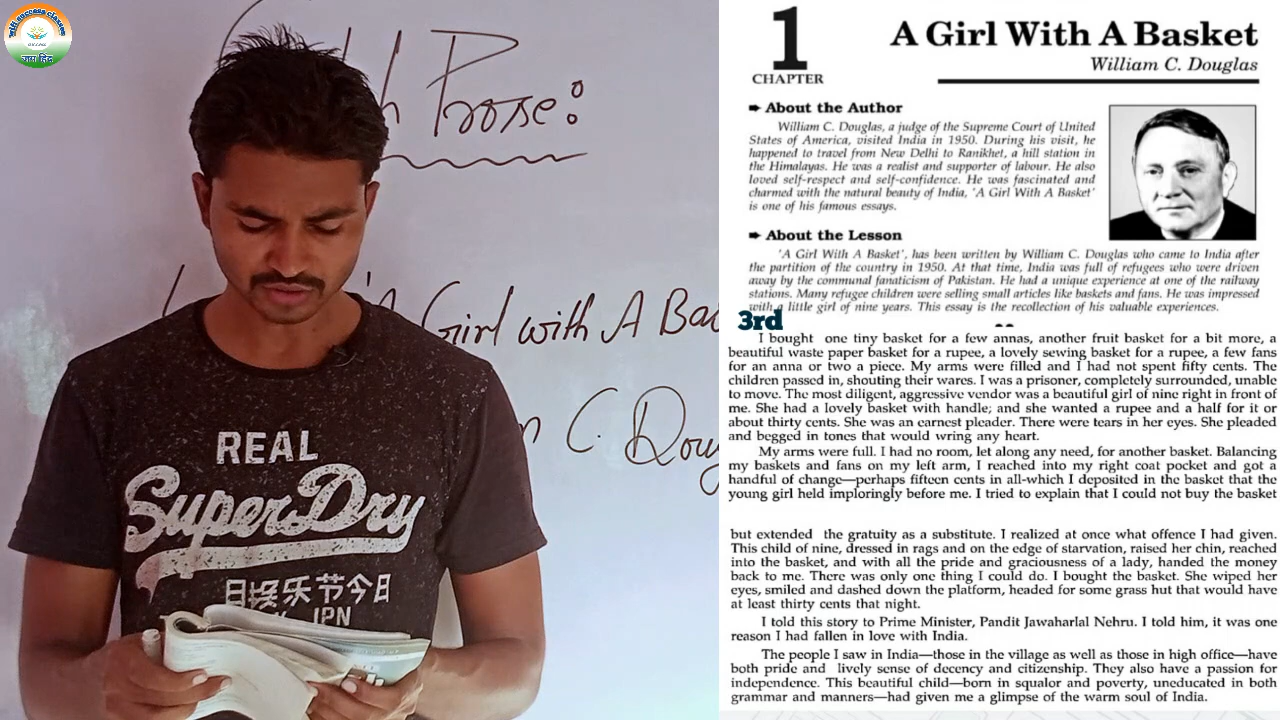 with success classes
SUCCESS
जय हिंद
Prose:
Girl with A Bas
C. Doug
REAL
SuperDry
JPN
1
CHAPTER
A Girl With A Basket
William C. Douglas
➨ About the Author
William C. Douglas, a judge of the Supreme Court of United
States of America, visited India in 1950. During his visit, he
happened to travel from New Delhi to Ranikhet, a hill station in
the Himalayas. He was a realist and supporter of labour. He also
loved self-respect and self-confidence. He was fascinated and
charmed with the natural beauty of India, 'A Girl With A Basket'
is one of his famous essays.
➨ About the Lesson
'A Girl With A Basket', has been written by William C. Douglas who came to India after
the partition of the country in 1950. At that time, India was full of refugees who were driven
away by the communal fanaticism of Pakistan. He had a unique experience at one of the railway
stations. Many refugee children were selling small articles like baskets and fans. He was impressed
with a little girl of nine years. This essay is the recollection of his valuable experiences.
3rd
I bought one tiny basket for a few annas, another fruit basket for a bit more, a
beautiful waste paper basket for a rupee, a lovely sewing basket for a rupee, a few fans
for an anna or two a piece. My arms were filled and I had not spent fifty cents. The
children passed in, shouting their wares. I was a prisoner, completely surrounded, unable
to move. The most diligent, aggressive vendor was a beautiful girl of nine right in front of
me. She had a lovely basket with handle; and she wanted a rupee and a half for it or
about thirty cents. She was an earnest pleader. There were tears in her eyes. She pleaded
and begged in tones that would wring any heart.
My arms were full. I had no room, let along any need, for another basket. Balancing
my baskets and fans on my left arm, I reached into my right coat pocket and got a
handful of change—perhaps fifteen cents in all-which I deposited in the basket that the
young girl held imploringly before me. I tried to explain that I could not buy the basket
but extended the gratuity as a substitute. I realized at once what offence I had given.
This child of nine, dressed in rags and on the edge of starvation, raised her chin, reached
into the basket, and with all the pride and graciousness of a lady, handed the money
back to me. There was only one thing I could do. I bought the basket. She wiped her
eyes, smiled and dashed down the platform, headed for some grass hut that would have
at least thirty cents that night.
I told this story to Prime Minister, Pandit Jawaharlal Nehru. I told him, it was one
reason I had fallen in love with India.
The people I saw in India—those in the village as well as those in high office—have
both pride and lively sense of decency and citizenship. They also have a passion for
independence. This beautiful child—born in squalor and poverty, uneducated in both
grammar and manners—had given me a glimpse of the warm soul of India.